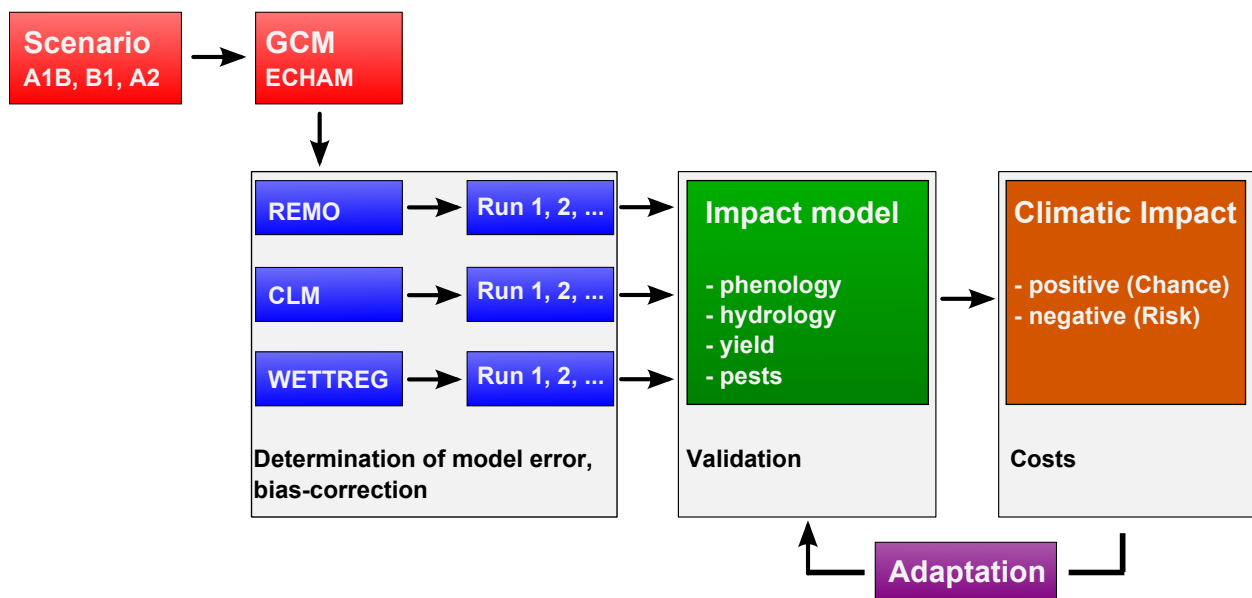 Scenario
A1B, B1, A2
GCM
ECHAM
REMO
Run 1, 2, ...
CLM
Run 1, 2, ...
WETTREG
Run 1, 2, ...
Determination of model error,
bias-correction
Impact model
- phenology
- hydrology
- yield
- pests
Validation
Climatic Impact
- positive (Chance)
- negative (Risk)
Costs
Adaptation